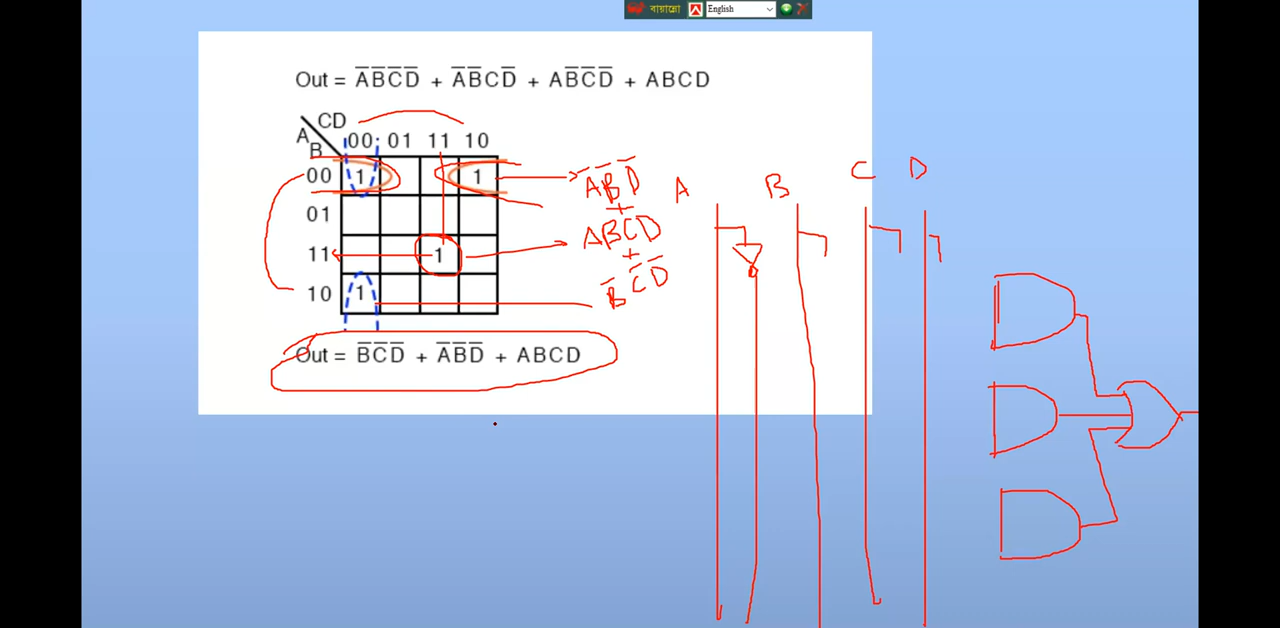 বায়ান্নো English
Out = A̅B̅C̅D̅ + A̅B̅CD̅ + AB̅C̅D̅ + ABCD
CD
A
B
00 01 11 10
00 1 1
01
11 1
10 1
Out = B̅C̅D̅ + A̅B̅D̅ + ABCD
A̅B̅D̅
+
ABCD
+
B̅C̅D̅
A B C D